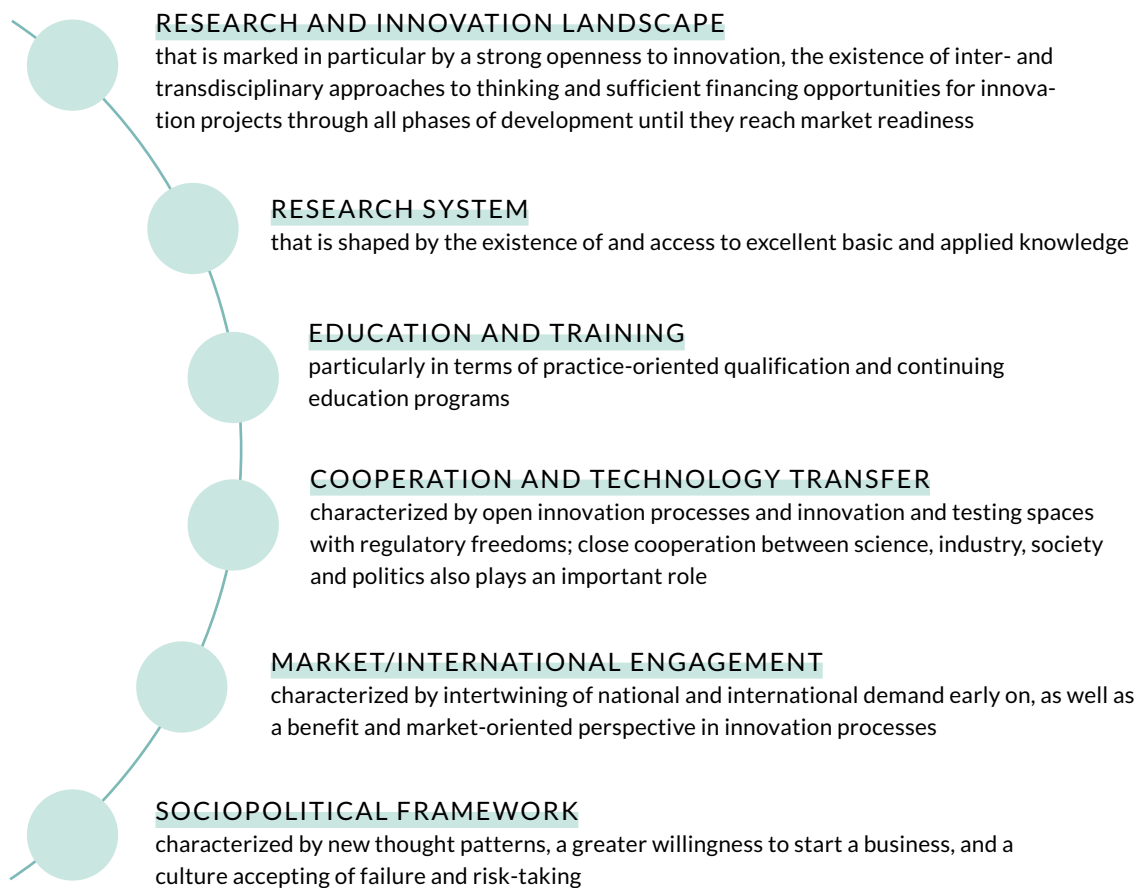 RESEARCH AND INNOVATION LANDSCAPE
that is marked in particular by a strong openness to innovation, the existence of inter- and
transdisciplinary approaches to thinking and sufficient financing opportunities for innova-
tion projects through all phases of development until they reach market readiness
RESEARCH SYSTEM
that is shaped by the existence of and access to excellent basic and applied knowledge
EDUCATION AND TRAINING
particularly in terms of practice-oriented qualification and continuing
education programs
COOPERATION AND TECHNOLOGY TRANSFER
characterized by open innovation processes and innovation and testing spaces
with regulatory freedoms; close cooperation between science, industry, society
and politics also plays an important role
MARKET/INTERNATIONAL ENGAGEMENT
characterized by intertwining of national and international demand early on, as well as
a benefit and market-oriented perspective in innovation processes
SOCIOPOLITICAL FRAMEWORK
characterized by new thought patterns, a greater willingness to start a business, and a
culture accepting of failure and risk-taking